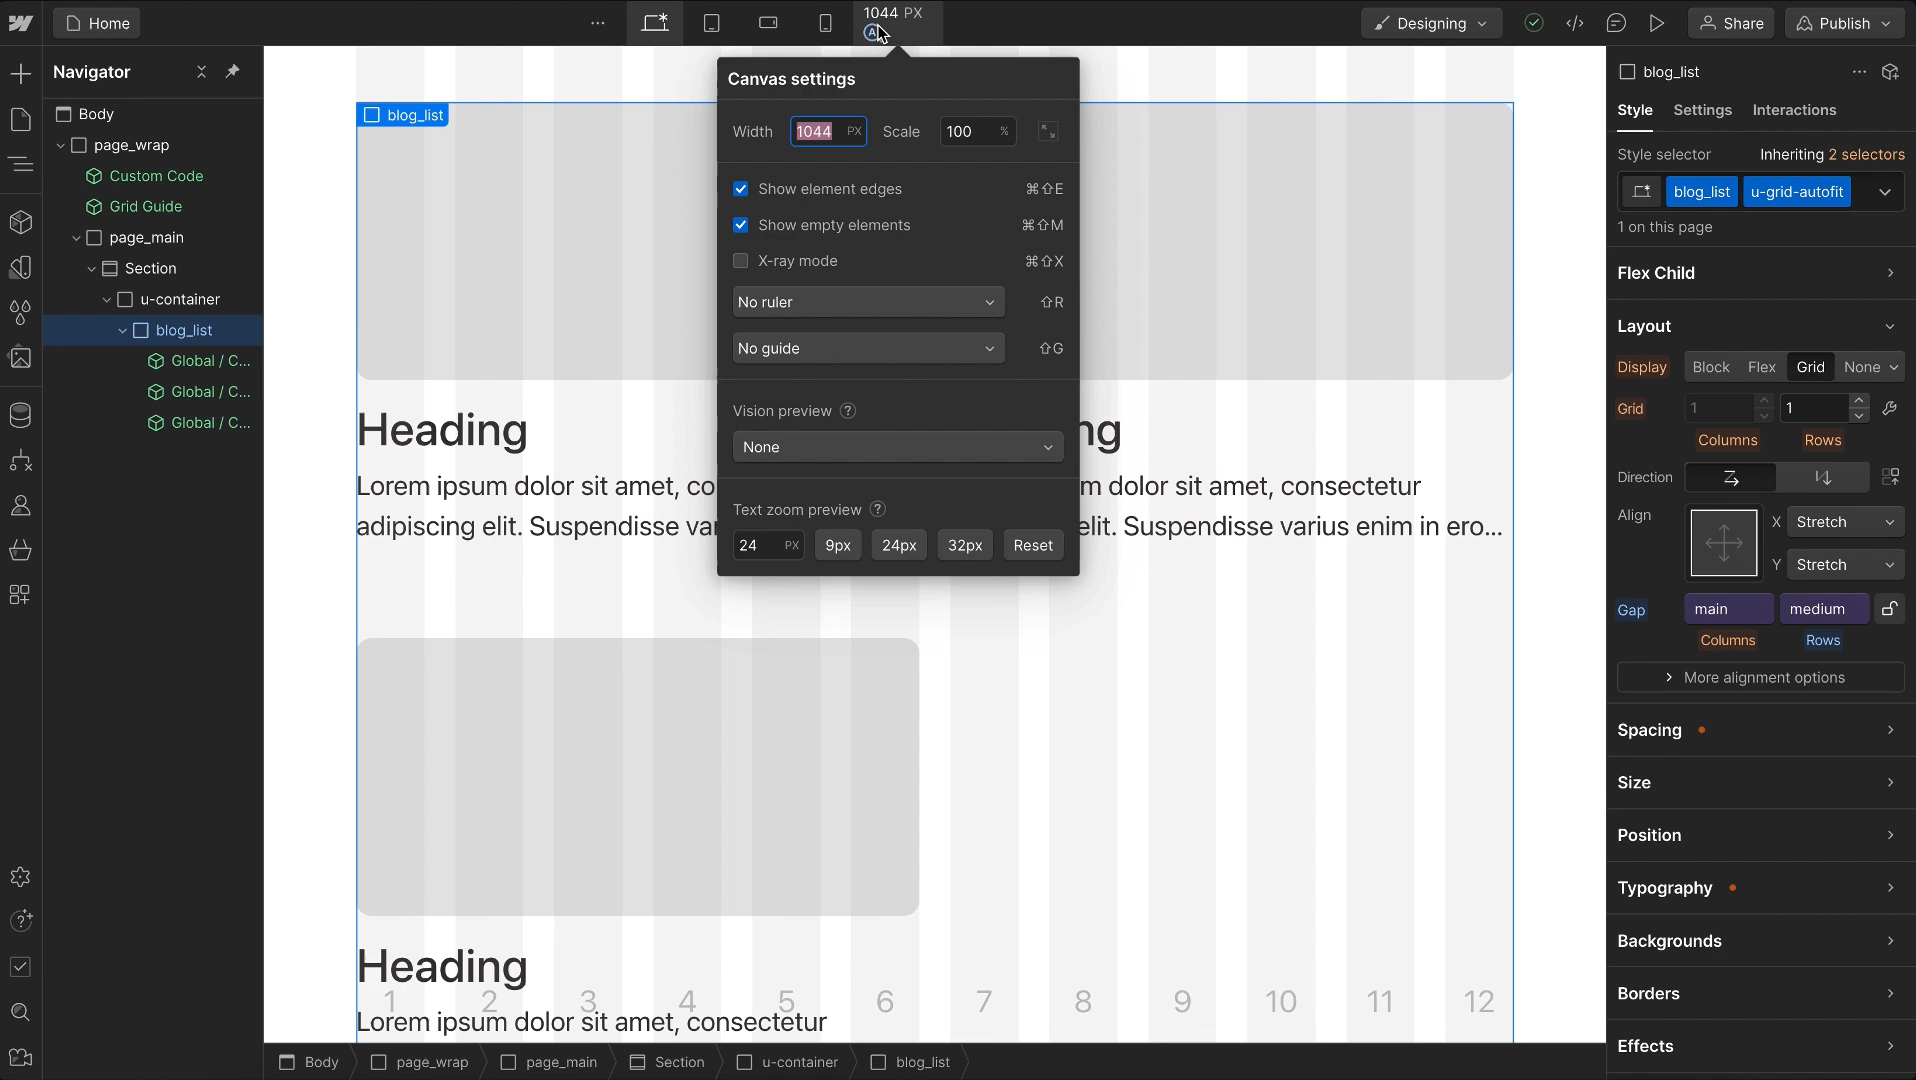 Home
1044 PX
A
Designing
Share
Publish
Navigator
Body
page_wrap
Custom Code
Grid Guide
page_main
Section
u-container
blog_list
Global / C...
Global / C...
Global / C...
blog_list
Canvas settings
Width 1044 PX Scale 100 %
Show element edges ⌘⇧E
Show empty elements ⌘⇧M
X-ray mode ⌘⇧X
No ruler ⇧R
No guide ⇧G
Vision preview ?
None
Text zoom preview ?
24 PX 9px 24px 32px Reset
Heading
Lorem ipsum dolor sit amet, co
adipiscing elit. Suspendisse va
ng
m dolor sit amet, consectetur
elit. Suspendisse varius enim in ero...
Heading
1 2 3 4 5 6 7 8 9 10 11 12
Lorem ipsum dolor sit amet, consectetur
Body page_wrap page_main Section u-container blog_list
blog_list
Style Settings Interactions
Style selector Inheriting 2 selectors
blog_list u-grid-autofit
1 on this page
Flex Child
Layout
Display Block Flex Grid None
Grid 1 1
Columns Rows
Direction
Align X Stretch
Y Stretch
Gap main medium
Columns Rows
More alignment options
Spacing
Size
Position
Typography
Backgrounds
Borders
Effects